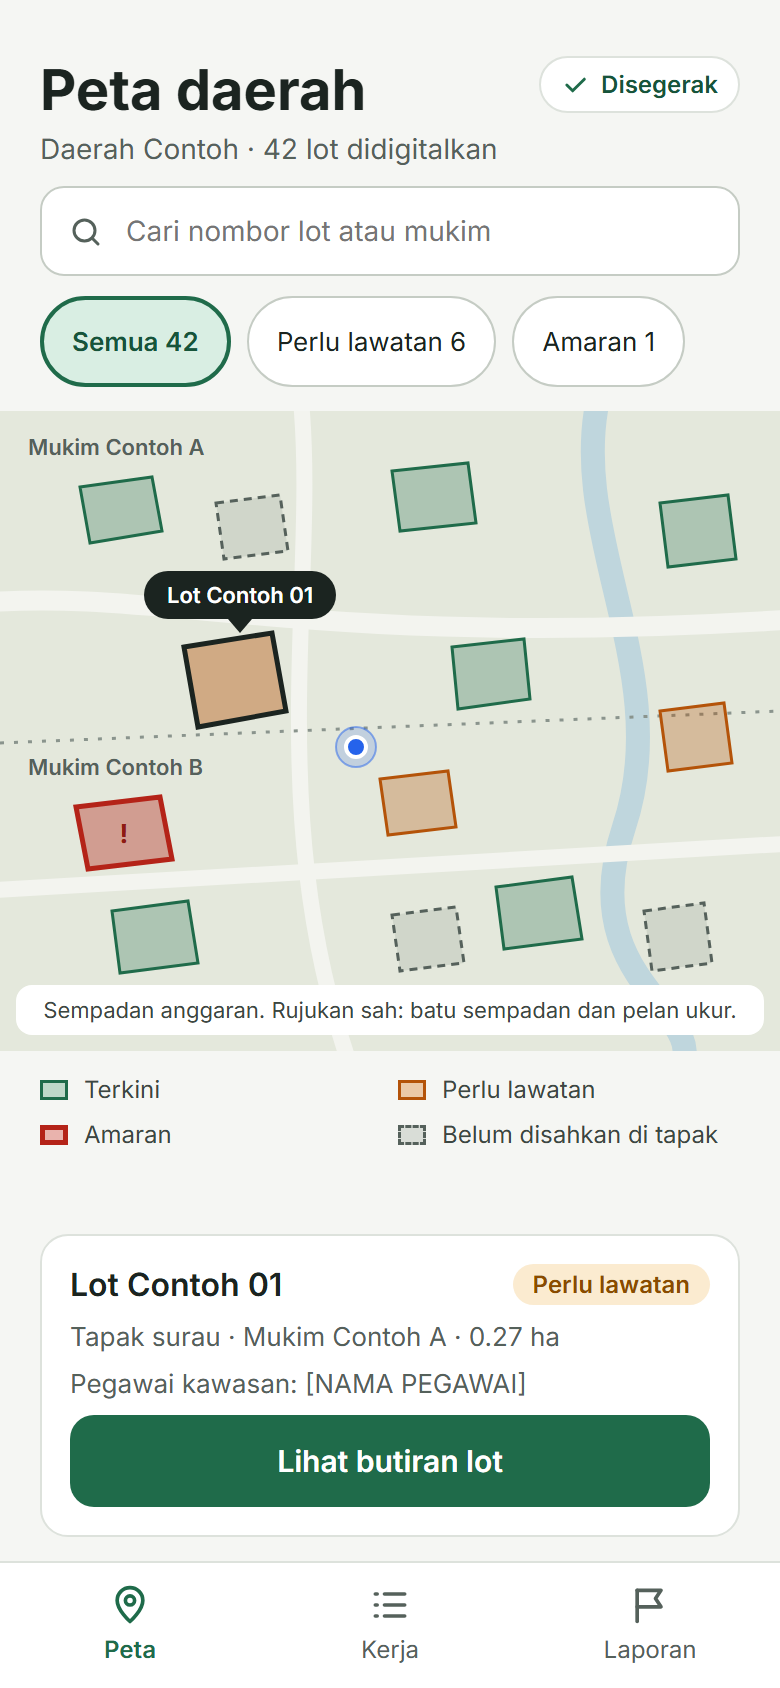 Peta daerah
Disegerak
Daerah Contoh · 42 lot didigitalkan
Cari nombor lot atau mukim
Semua 42
Perlu lawatan 6
Amaran 1
Mukim Contoh A
Lot Contoh 01
Mukim Contoh B
!
Sempadan anggaran. Rujukan sah: batu sempadan dan pelan ukur.
Terkini
Perlu lawatan
Amaran
Belum disahkan di tapak
Lot Contoh 01
Perlu lawatan
Tapak surau · Mukim Contoh A · 0.27 ha
Pegawai kawasan: [NAMA PEGAWAI]
Lihat butiran lot
Peta
Kerja
Laporan